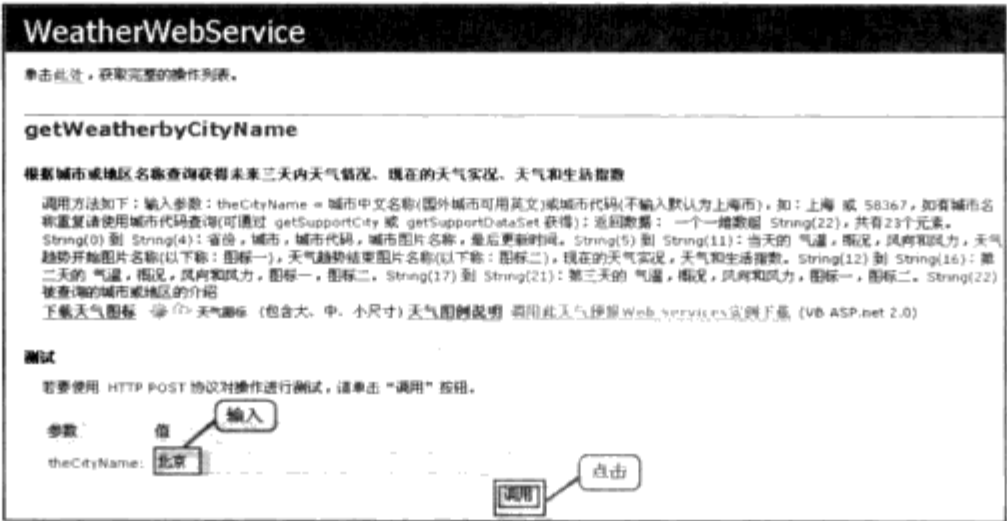 WeatherWebService
单击此处，获取完整的操作列表。
getWeatherbyCityName
根据城市或地区名称查询获得未来三天内天气情况、现在的天气实况、天气和生活指数
调用方法如下：输入参数：theCityName = 城市中文名称(国外城市可用英文)或城市代码(不输入默认为上海市)，如：上海 或 58367，如有城市名
称重复请使用城市代码查询(可通过 getSupportCity 或 getSupportDataSet 获得)；返回数据： 一个一维数组 String(22)，共有23个元素。
String(0) 到 String(4)：省份，城市，城市代码，城市图片名称，最后更新时间。String(5) 到 String(11)：当天的 气温，概况，风向和风力，天气
趋势开始图片名称(以下称：图标一)，天气趋势结束图片名称(以下称：图标二)，现在的天气实况，天气和生活指数。String(12) 到 String(16)：第
二天的 气温，概况，风向和风力，图标一，图标二。String(17) 到 String(21)：第三天的 气温，概况，风向和风力，图标一，图标二。String(22)
被查询的城市或地区的介绍
下载天气图标 天气图标 (包含大、中、小尺寸) 天气图例说明 调用此天气预报Web Services实例下载 (VB ASP.net 2.0)
测试
若要使用 HTTP POST 协议对操作进行测试，请单击“调用”按钮。
输入
参数 值
theCityName: 北京
点击
调用